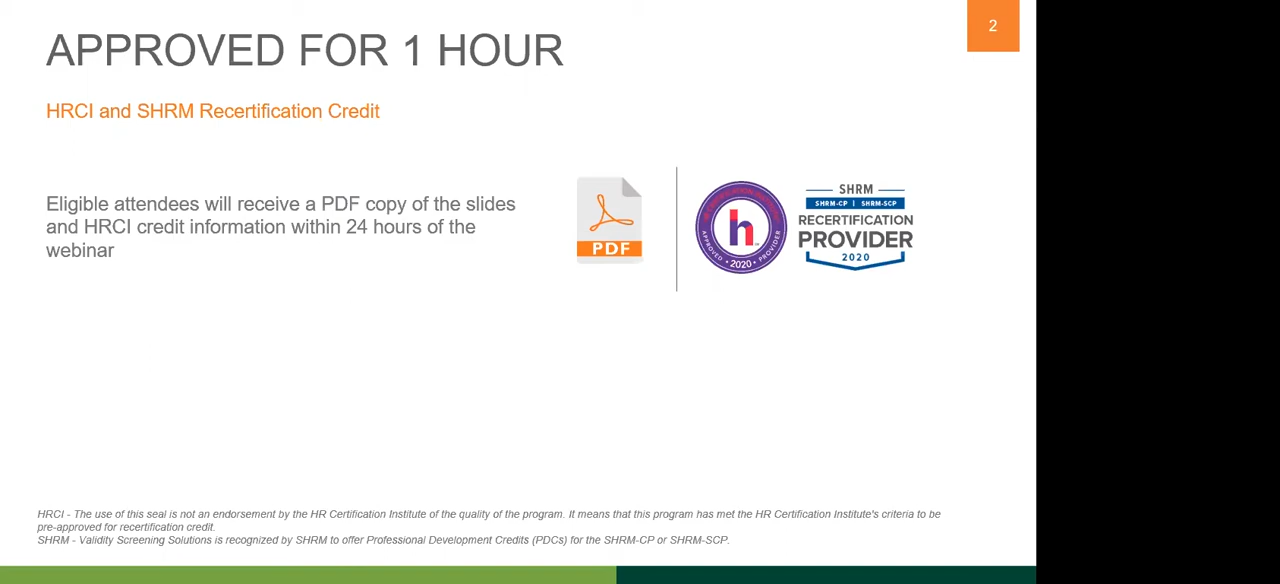 2
APPROVED FOR 1 HOUR
HRCI and SHRM Recertification Credit
Eligible attendees will receive a PDF copy of the slides
and HRCI credit information within 24 hours of the
webinar
PDF
APPROVED • 2020 • PROVIDER
h
SHRM
SHRM-CP | SHRM-SCP
RECERTIFICATION
PROVIDER
2020
HRCI - The use of this seal is not an endorsement by the HR Certification Institute of the quality of the program. It means that this program has met the HR Certification Institute's criteria to be
pre-approved for recertification credit.
SHRM - Validity Screening Solutions is recognized by SHRM to offer Professional Development Credits (PDCs) for the SHRM-CP or SHRM-SCP.